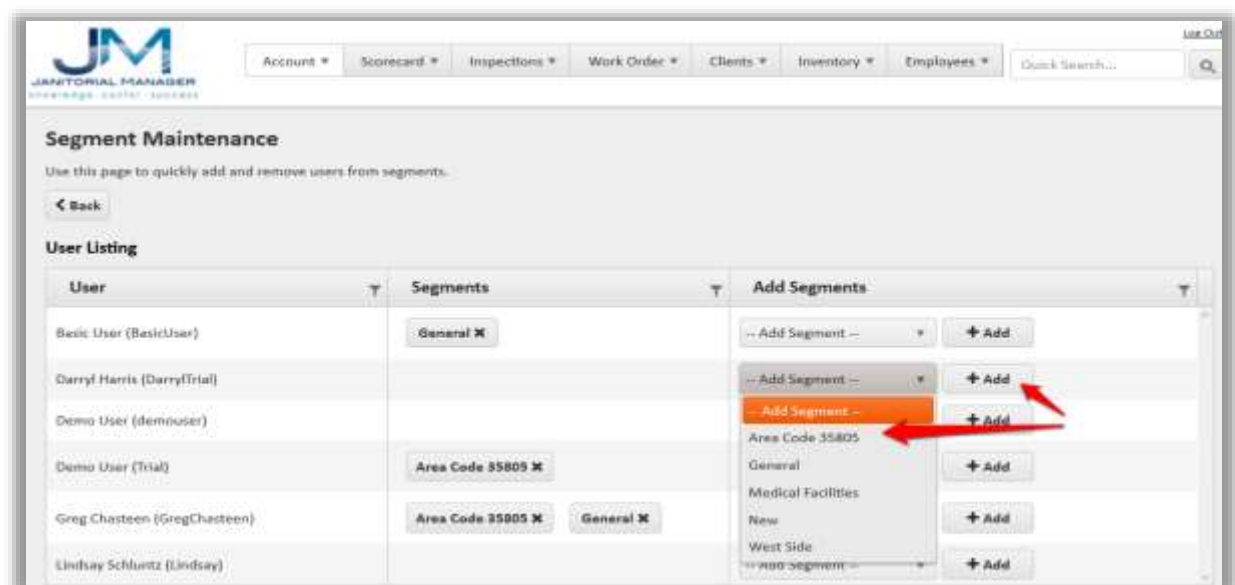 Log Out
JM
JANITORIAL MANAGER
Account Scorecard Inspections Work Order Clients Inventory Employees Quick Search...
Segment Maintenance
Use this page to quickly add and remove users from segments.
Back
User Listing
User Segments Add Segments
Basic User (BasicUser) General ✖ -- Add Segment -- + Add
Darryl Harris (DarrylTrial) -- Add Segment -- + Add
Demo User (demouser) -- Add Segment -- + Add
Area Code 35805
Demo User (Trial) Area Code 35805 ✖ General + Add
Medical Facilities
Greg Chasteen (GregChasteen) Area Code 35805 ✖ General ✖ New + Add
West Side
Lindsay Schluntz (Lindsay) -- Add Segment -- + Add